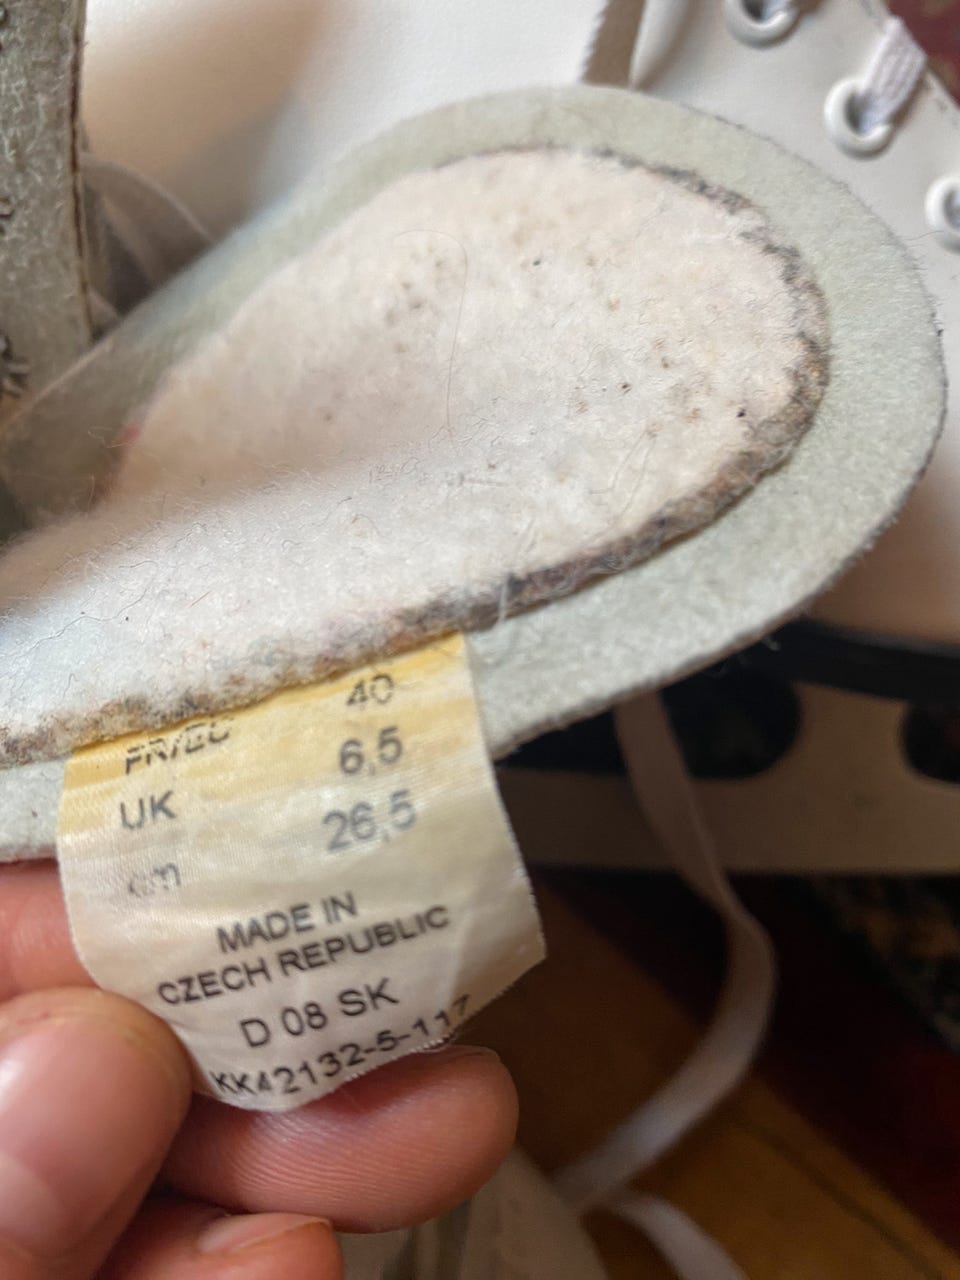 FR/EC 40
UK 6,5
cm 26,5
MADE IN
CZECH REPUBLIC
D 08 SK
KK42132-5-117